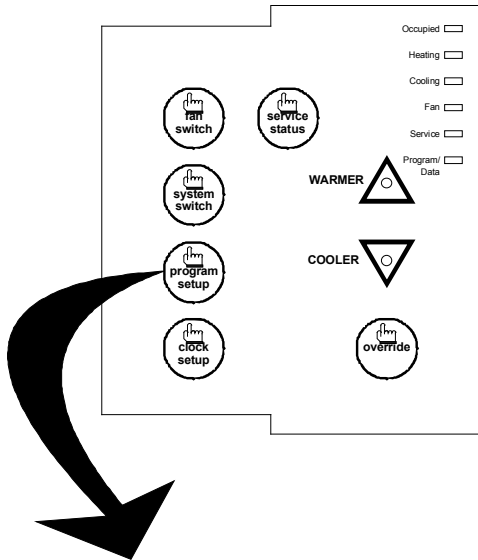 Occupied
Heating
Cooling
Fan
Service
Program/
Data
fan
switch
service
status
system
switch
WARMER
program
setup
COOLER
clock
setup
override